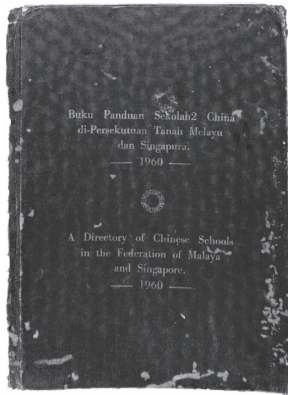 Buku Panduan Sekolah2 China
di-Persekutuan Tanah Melayu
dan Singapura.
— 1960 —
A Directory of Chinese Schools
in the Federation of Malaya
and Singapore.
— 1960 —